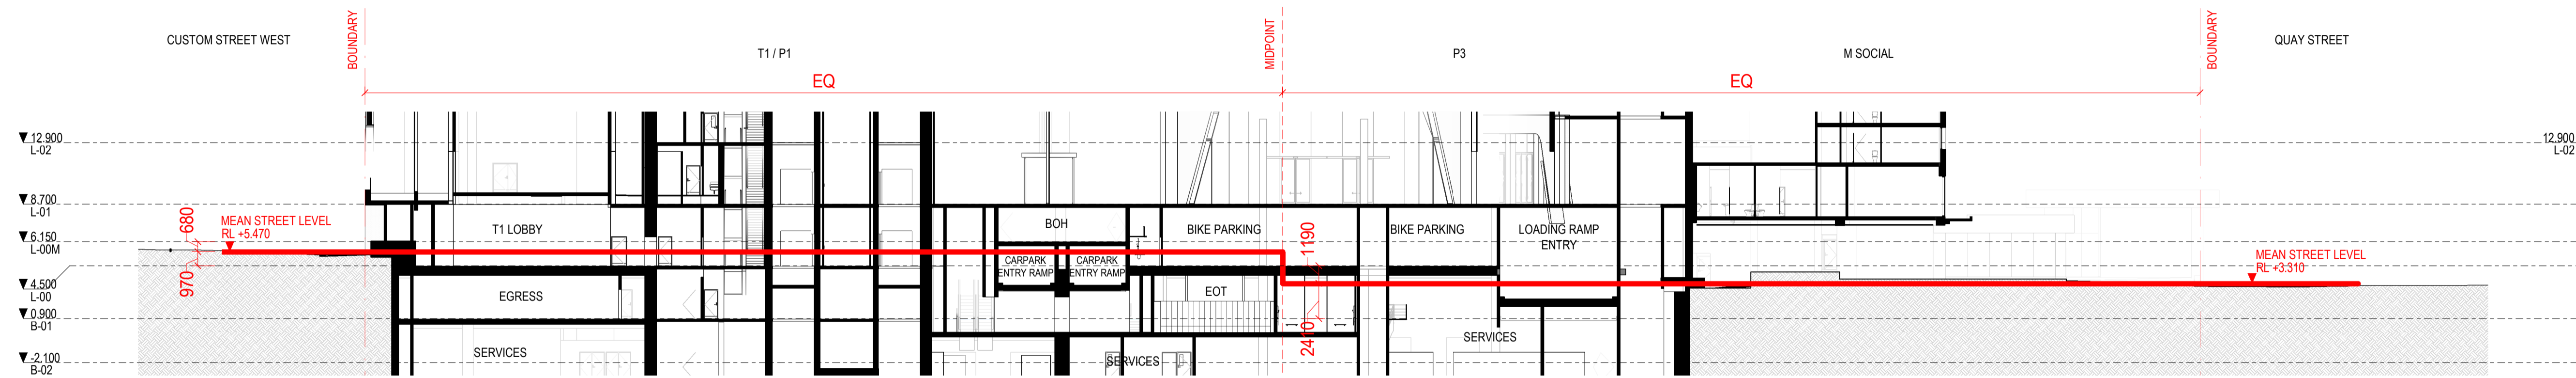 CUSTOM STREET WEST
BOUNDARY
T1 / P1
MIDPOINT
P3
M SOCIAL
BOUNDARY
QUAY STREET
EQ
EQ
12.900
L-02
12.900
L-02
8.700
L-01
680
MEAN STREET LEVEL
RL +5.470
6.150
L-00M
970
4.500
L-00
0.900
B-01
-2.100
B-02
T1 LOBBY
EGRESS
SERVICES
BOH
CARPARK
ENTRY RAMP
CARPARK
ENTRY RAMP
BIKE PARKING
EOT
SERVICES
1190
2410
BIKE PARKING
LOADING RAMP
ENTRY
SERVICES
MEAN STREET LEVEL
RL +3.310